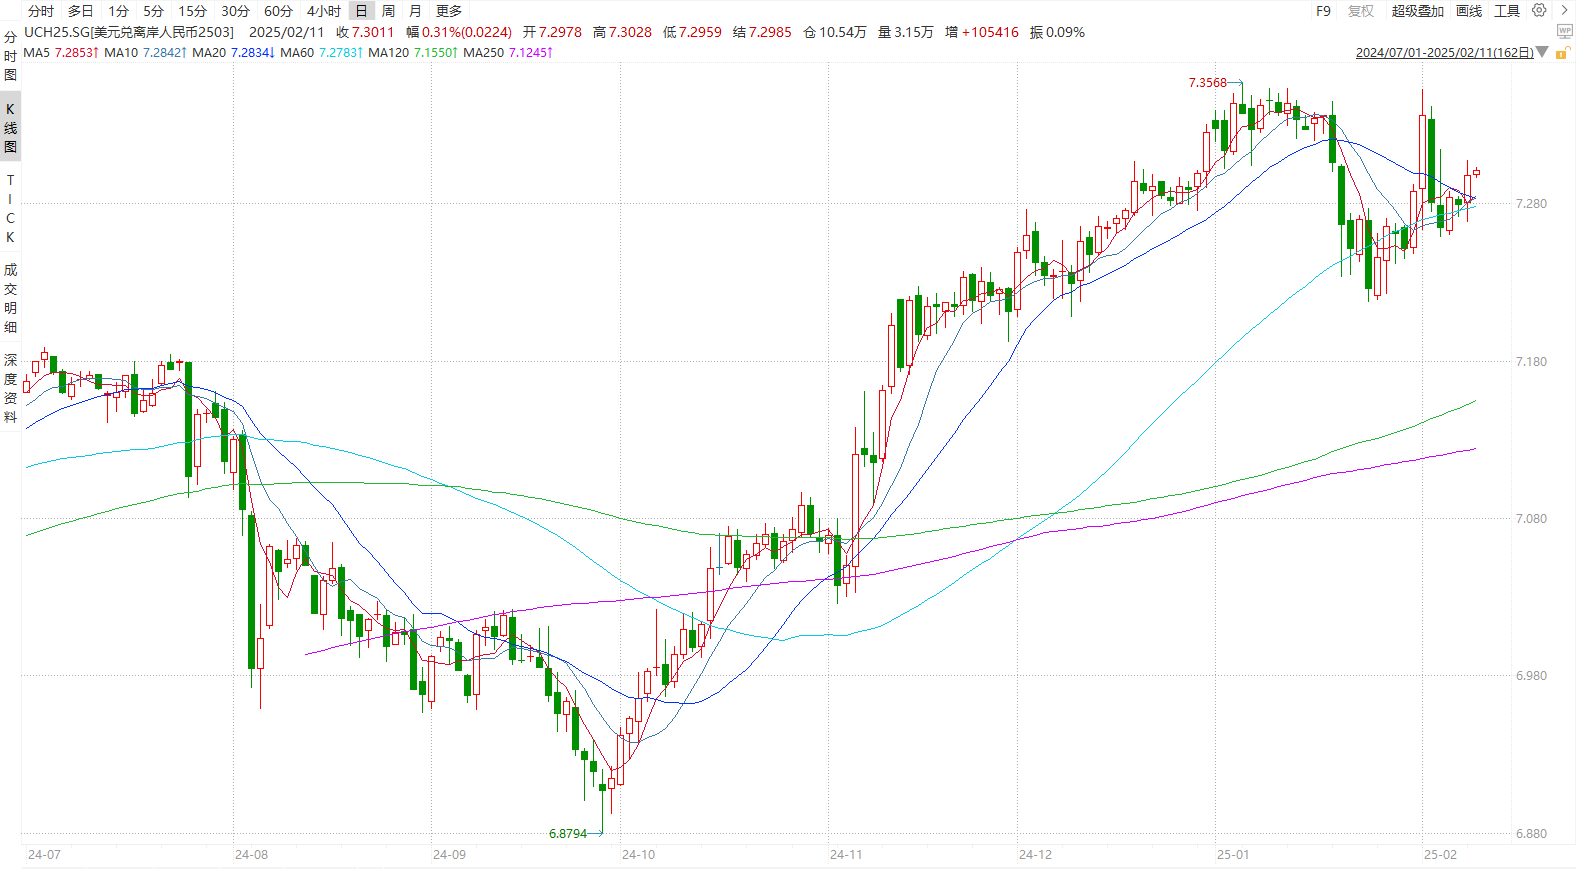 分时 多日 1分 5分 15分 30分 60分 4小时 日 周 月 更多 F9 复权 超级叠加 画线 工具
UCH25.SG[美元兑离岸人民币2503] 2025/02/11 收 7.3011 幅 0.31%(0.0224) 开 7.2978 高 7.3028 低 7.2959 结 7.2985 仓 10.54万 量 3.15万 增 +105416 振 0.09%
WP
MA5 7.2853↑ MA10 7.2842↑ MA20 7.2834↓ MA60 7.2783↑ MA120 7.1550↑ MA250 7.1245↑
2024/07/01-2025/02/11(162日)
分时图
K线图
TICK
成交明细
深度资料
7.3568
7.280
7.180
7.080
6.980
6.8794
6.880
24-07 24-08 24-09 24-10 24-11 24-12 25-01 25-02